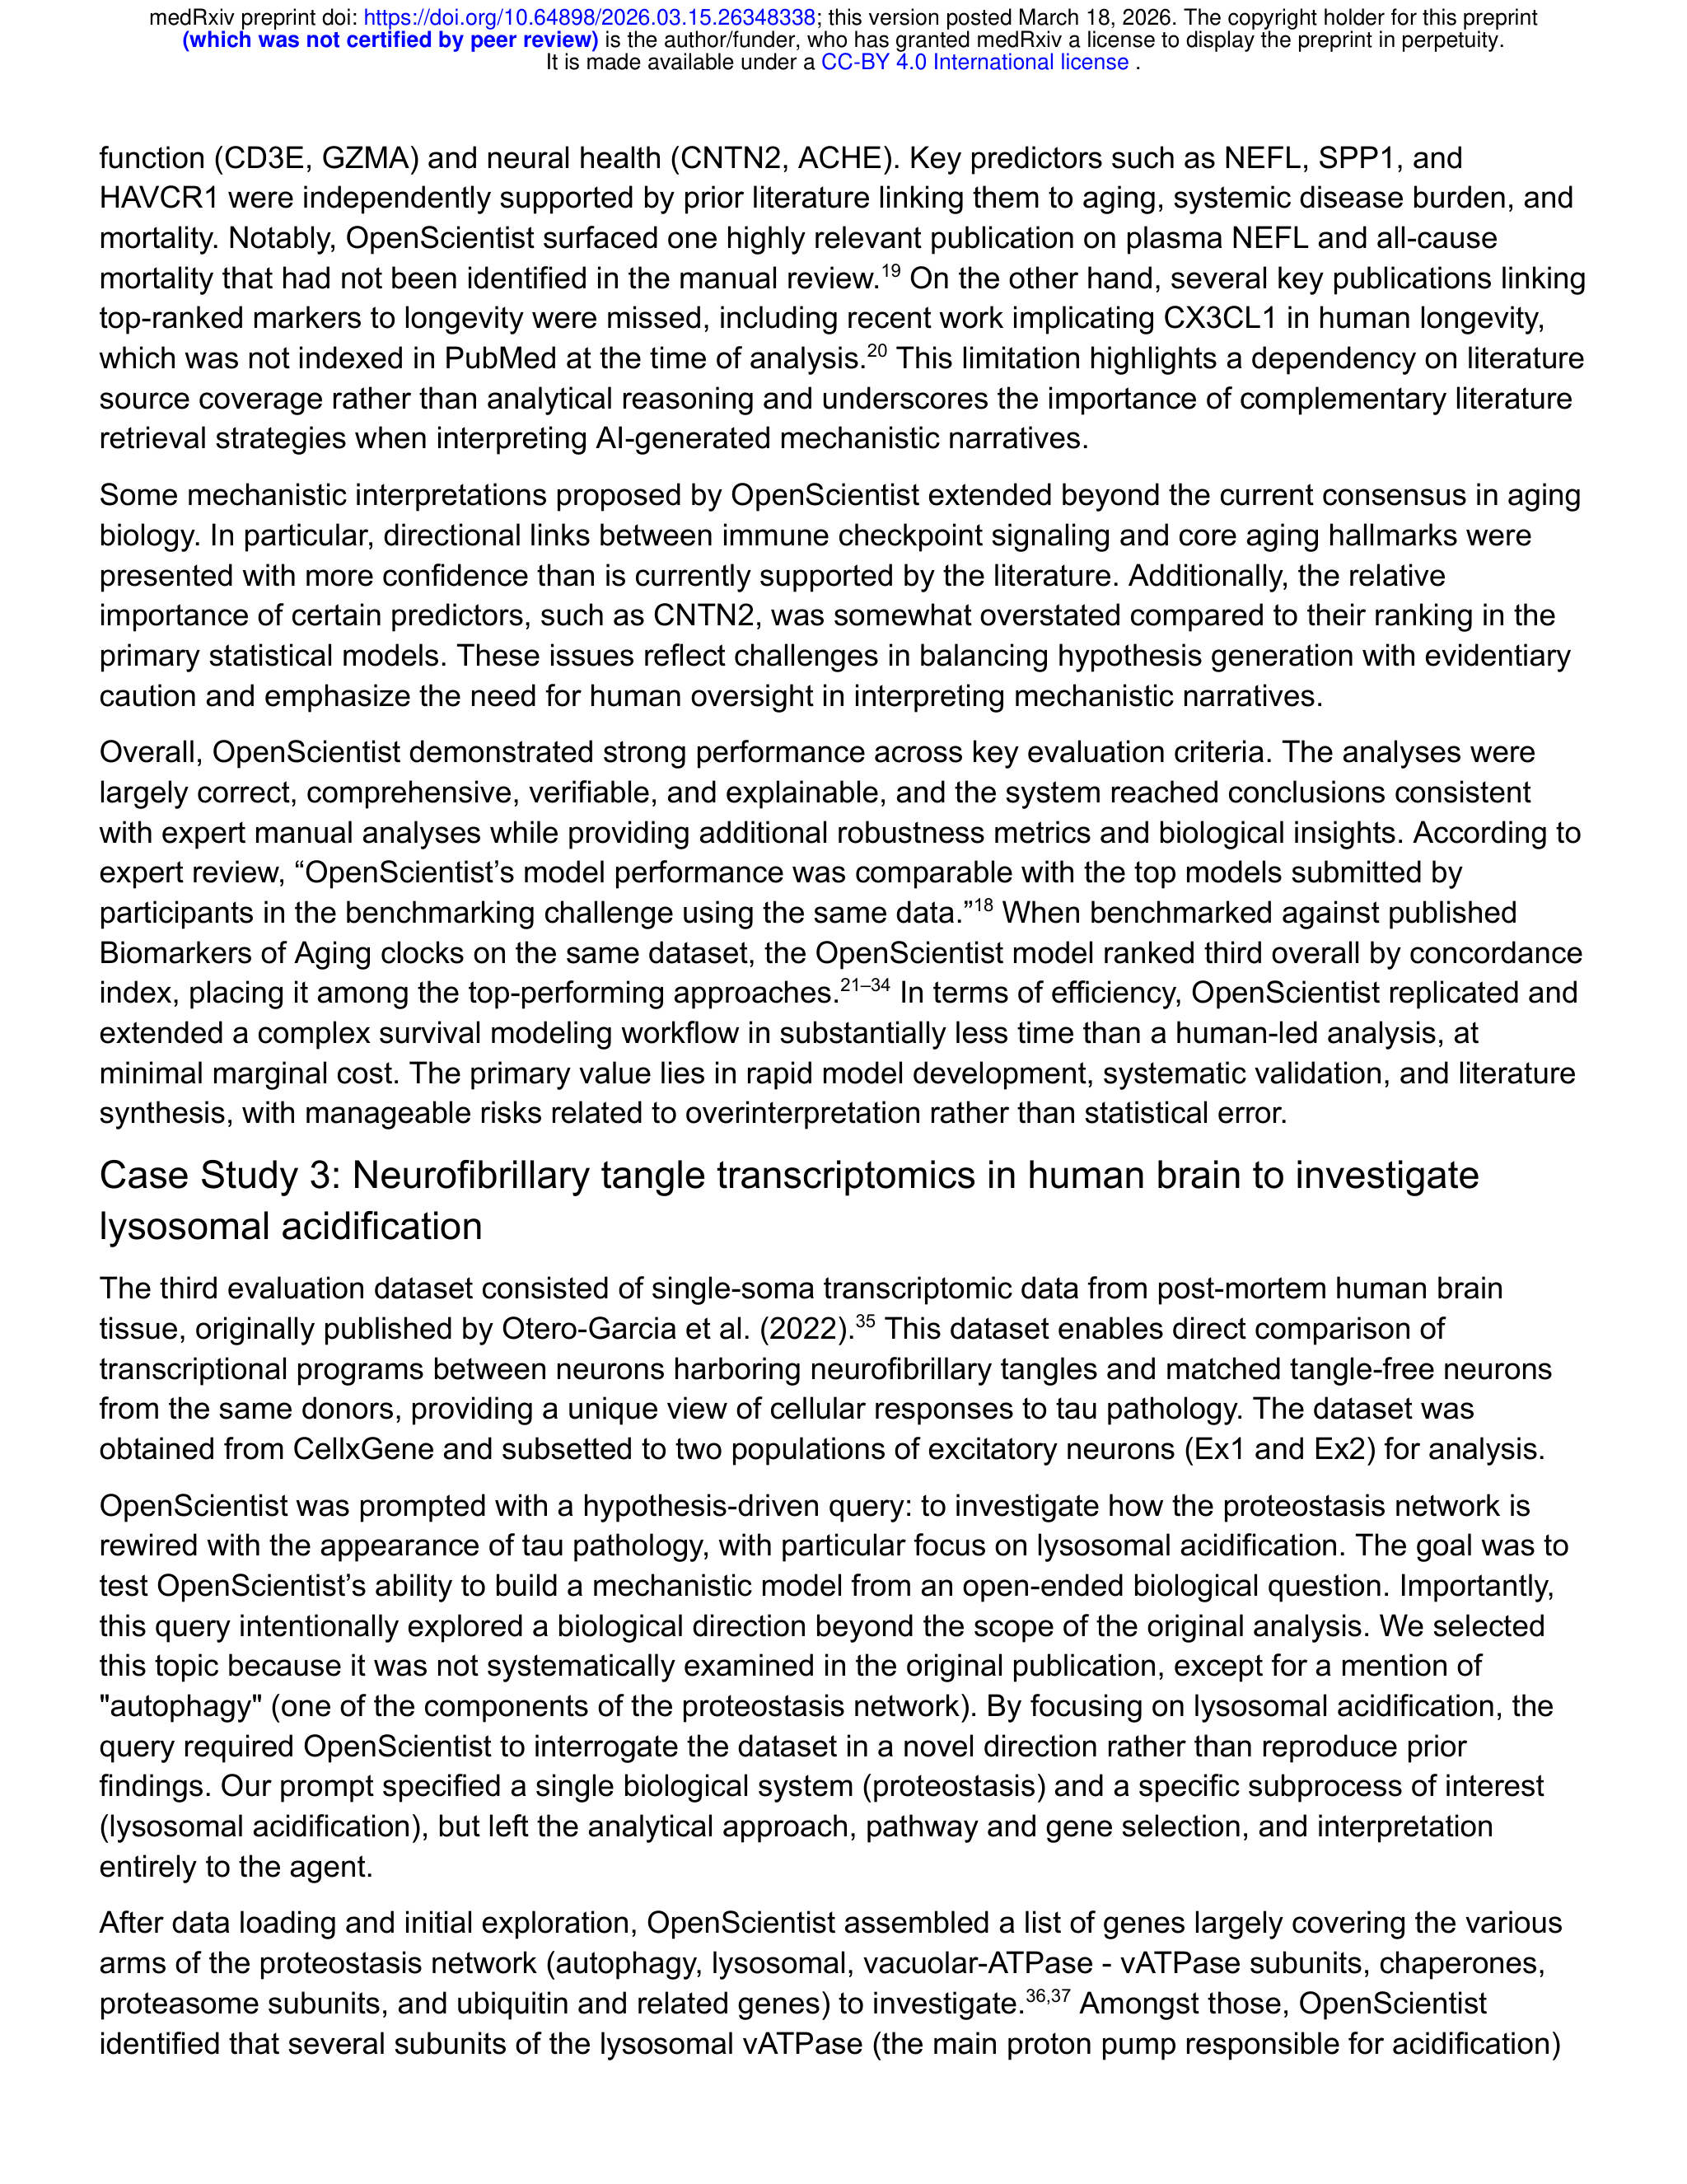 medRxiv preprint doi: https://doi.org/10.64898/2026.03.15.26348338; this version posted March 18, 2026. The copyright holder for this preprint
(which was not certified by peer review) is the author/funder, who has granted medRxiv a license to display the preprint in perpetuity.
It is made available under a CC-BY 4.0 International license .
function (CD3E, GZMA) and neural health (CNTN2, ACHE). Key predictors such as NEFL, SPP1, and
HAVCR1 were independently supported by prior literature linking them to aging, systemic disease burden, and
mortality. Notably, OpenScientist surfaced one highly relevant publication on plasma NEFL and all-cause
mortality that had not been identified in the manual review.19 On the other hand, several key publications linking
top-ranked markers to longevity were missed, including recent work implicating CX3CL1 in human longevity,
which was not indexed in PubMed at the time of analysis.20 This limitation highlights a dependency on literature
source coverage rather than analytical reasoning and underscores the importance of complementary literature
retrieval strategies when interpreting AI-generated mechanistic narratives.
Some mechanistic interpretations proposed by OpenScientist extended beyond the current consensus in aging
biology. In particular, directional links between immune checkpoint signaling and core aging hallmarks were
presented with more confidence than is currently supported by the literature. Additionally, the relative
importance of certain predictors, such as CNTN2, was somewhat overstated compared to their ranking in the
primary statistical models. These issues reflect challenges in balancing hypothesis generation with evidentiary
caution and emphasize the need for human oversight in interpreting mechanistic narratives.
Overall, OpenScientist demonstrated strong performance across key evaluation criteria. The analyses were
largely correct, comprehensive, verifiable, and explainable, and the system reached conclusions consistent
with expert manual analyses while providing additional robustness metrics and biological insights. According to
expert review, “OpenScientist’s model performance was comparable with the top models submitted by
participants in the benchmarking challenge using the same data.”18 When benchmarked against published
Biomarkers of Aging clocks on the same dataset, the OpenScientist model ranked third overall by concordance
index, placing it among the top-performing approaches.21–34 In terms of efficiency, OpenScientist replicated and
extended a complex survival modeling workflow in substantially less time than a human-led analysis, at
minimal marginal cost. The primary value lies in rapid model development, systematic validation, and literature
synthesis, with manageable risks related to overinterpretation rather than statistical error.
Case Study 3: Neurofibrillary tangle transcriptomics in human brain to investigate
lysosomal acidification
The third evaluation dataset consisted of single-soma transcriptomic data from post-mortem human brain
tissue, originally published by Otero-Garcia et al. (2022).35 This dataset enables direct comparison of
transcriptional programs between neurons harboring neurofibrillary tangles and matched tangle-free neurons
from the same donors, providing a unique view of cellular responses to tau pathology. The dataset was
obtained from CellxGene and subsetted to two populations of excitatory neurons (Ex1 and Ex2) for analysis.
OpenScientist was prompted with a hypothesis-driven query: to investigate how the proteostasis network is
rewired with the appearance of tau pathology, with particular focus on lysosomal acidification. The goal was to
test OpenScientist’s ability to build a mechanistic model from an open-ended biological question. Importantly,
this query intentionally explored a biological direction beyond the scope of the original analysis. We selected
this topic because it was not systematically examined in the original publication, except for a mention of
"autophagy" (one of the components of the proteostasis network). By focusing on lysosomal acidification, the
query required OpenScientist to interrogate the dataset in a novel direction rather than reproduce prior
findings. Our prompt specified a single biological system (proteostasis) and a specific subprocess of interest
(lysosomal acidification), but left the analytical approach, pathway and gene selection, and interpretation
entirely to the agent.
After data loading and initial exploration, OpenScientist assembled a list of genes largely covering the various
arms of the proteostasis network (autophagy, lysosomal, vacuolar-ATPase - vATPase subunits, chaperones,
proteasome subunits, and ubiquitin and related genes) to investigate.36,37 Amongst those, OpenScientist
identified that several subunits of the lysosomal vATPase (the main proton pump responsible for acidification)